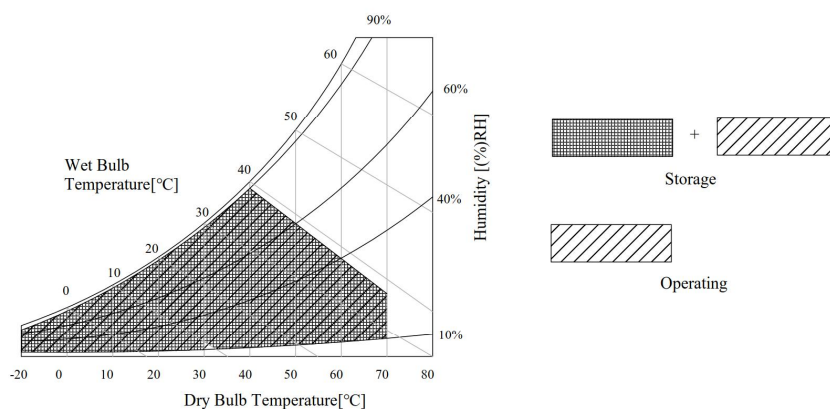 90%
60
60%
50
Wet Bulb
Temperature[°C]
40
+
Storage
Humidity [(%)RH]
30
40%
20
10
0
Operating
10%
-20 0 10 20 30 40 50 60 70 80
Dry Bulb Temperature[°C]